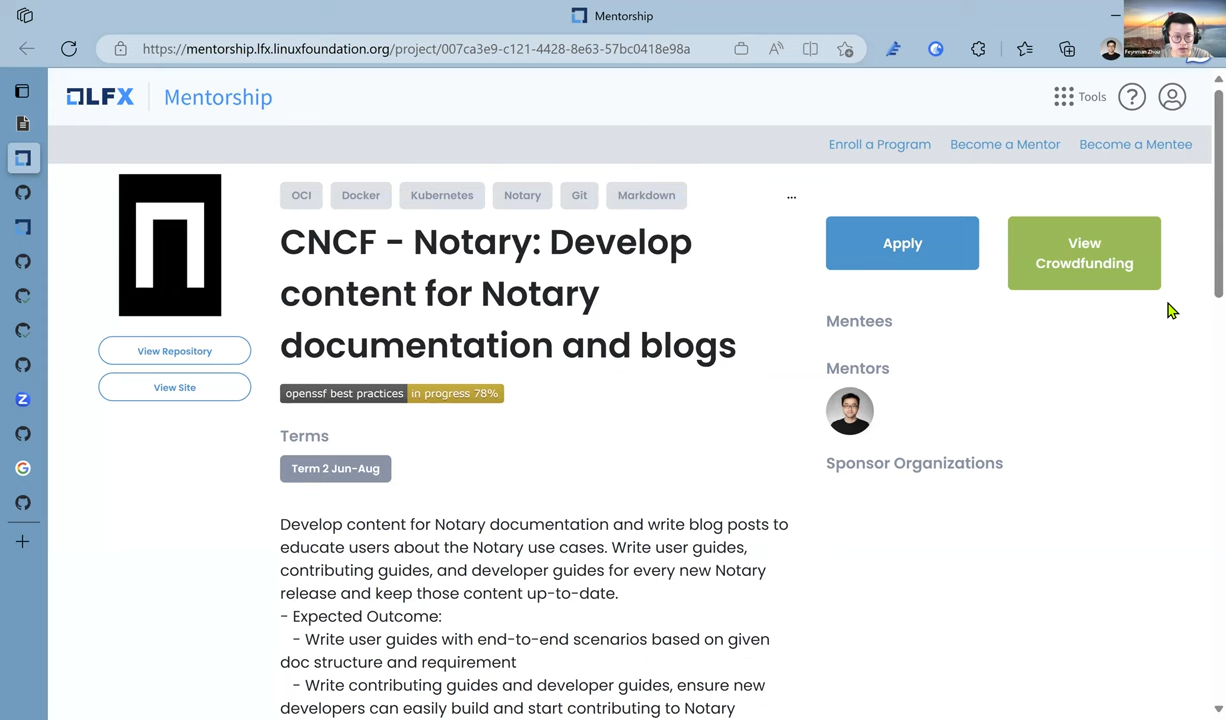 Mentorship
https://mentorship.lfx.linuxfoundation.org/project/007ca3e9-c121-4428-8e63-57bc0418e98a
Feynman Zhou
LFX
Mentorship
Tools
Enroll a Program
Become a Mentor
Become a Mentee
OCI
Docker
Kubernetes
Notary
Git
Markdown
...
CNCF - Notary: Develop
content for Notary
documentation and blogs
View Repository
View Site
openssf best practices in progress 78%
Terms
Term 2 Jun-Aug
Develop content for Notary documentation and write blog posts to
educate users about the Notary use cases. Write user guides,
contributing guides, and developer guides for every new Notary
release and keep those content up-to-date.
- Expected Outcome:
- Write user guides with end-to-end scenarios based on given
doc structure and requirement
- Write contributing guides and developer guides, ensure new
developers can easily build and start contributing to Notary
Apply
View
Crowdfunding
Mentees
Mentors
Sponsor Organizations